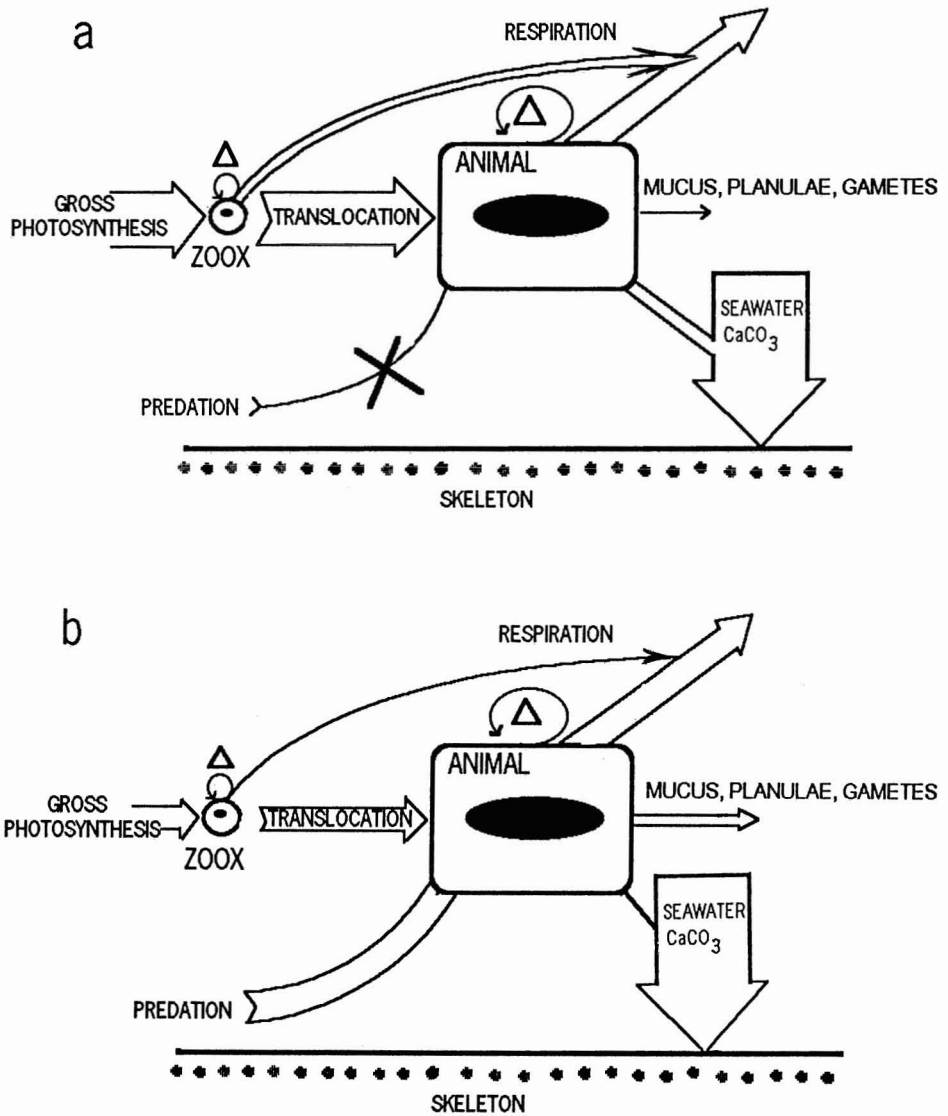 a
RESPIRATION
Δ
Δ
ANIMAL
GROSS
PHOTOSYNTHESIS
TRANSLOCATION
ZOOX
MUCUS, PLANULAE, GAMETES
SEAWATER
CaCO3
PREDATION
SKELETON
b
RESPIRATION
Δ
Δ
ANIMAL
GROSS
PHOTOSYNTHESIS
TRANSLOCATION
ZOOX
MUCUS, PLANULAE, GAMETES
SEAWATER
CaCO3
PREDATION
SKELETON